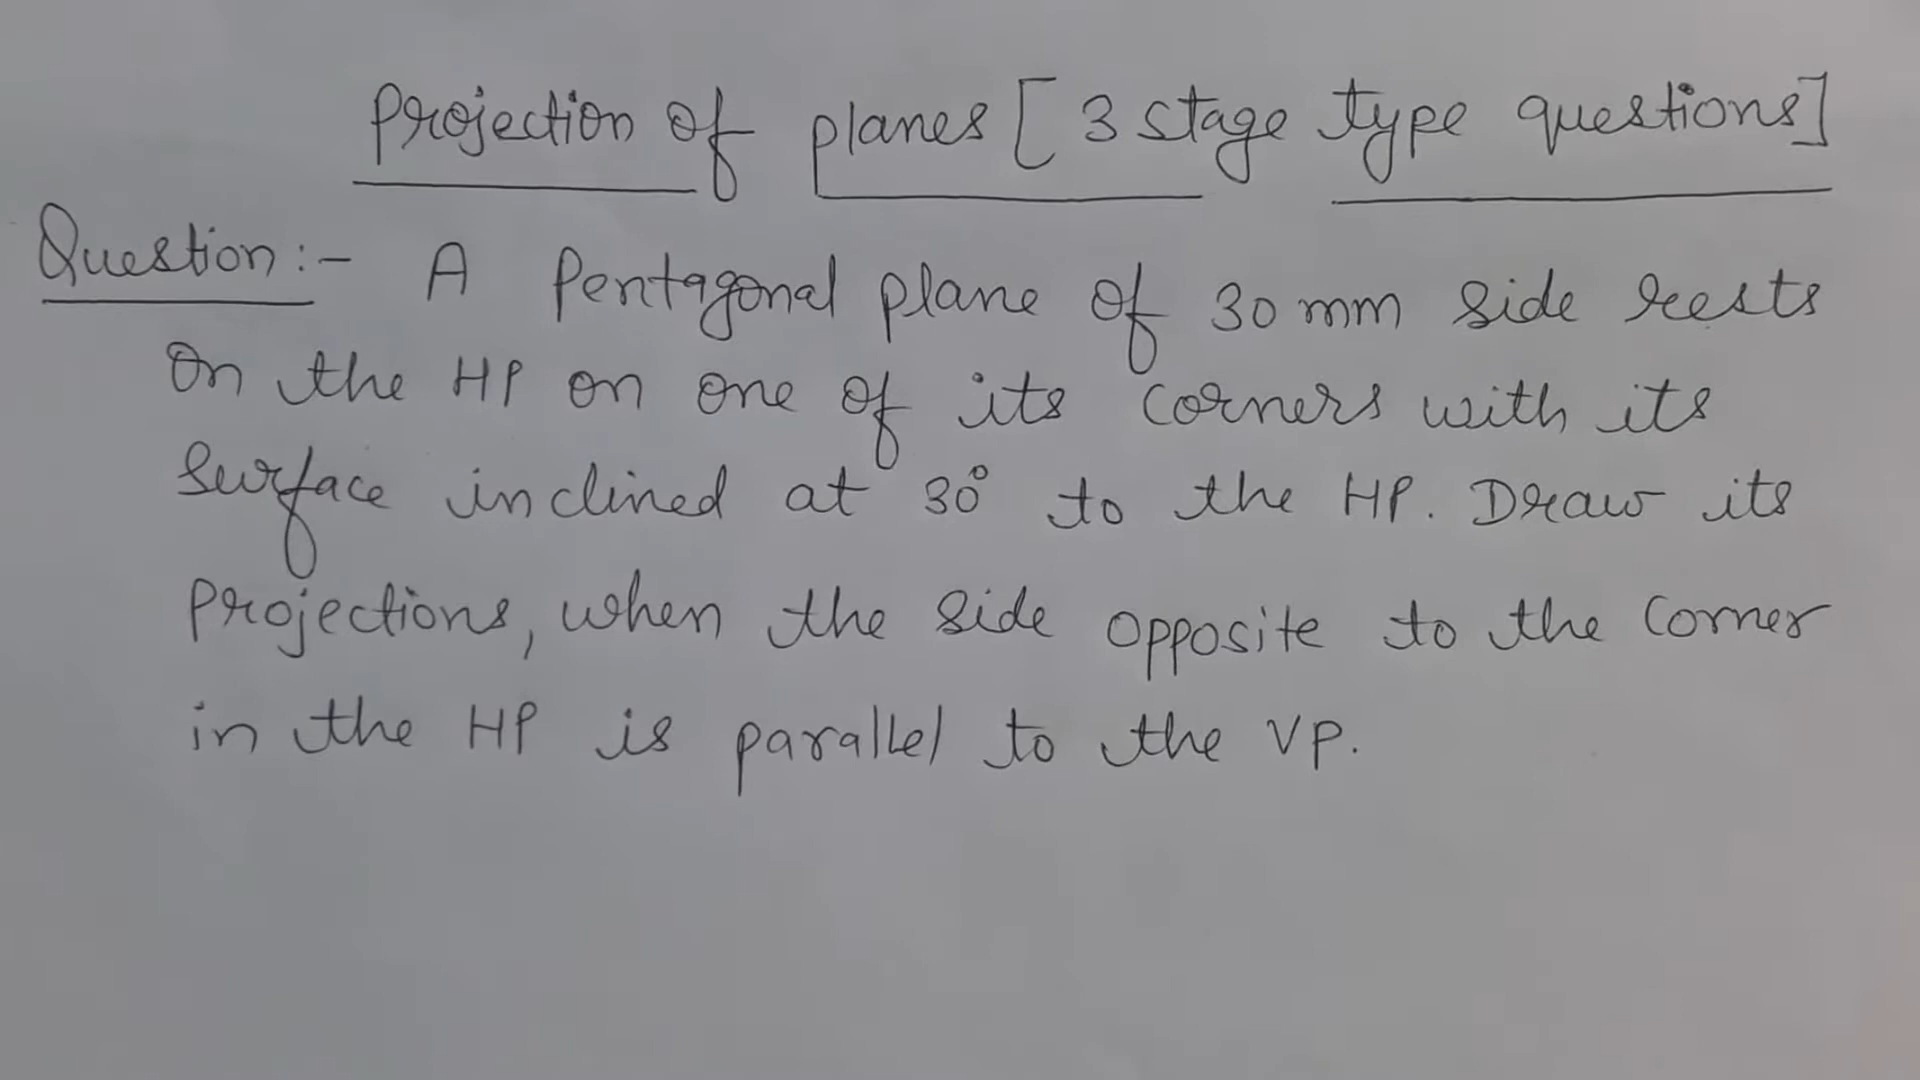 Projection of planes [3 stage type questions]
Question:- A Pentagonal plane of 30 mm side rests
on the HP on one of its corners with its
Surface inclined at 30° to the HP. Draw its
Projections, when the side opposite to the corner
in the HP is parallel to the VP.